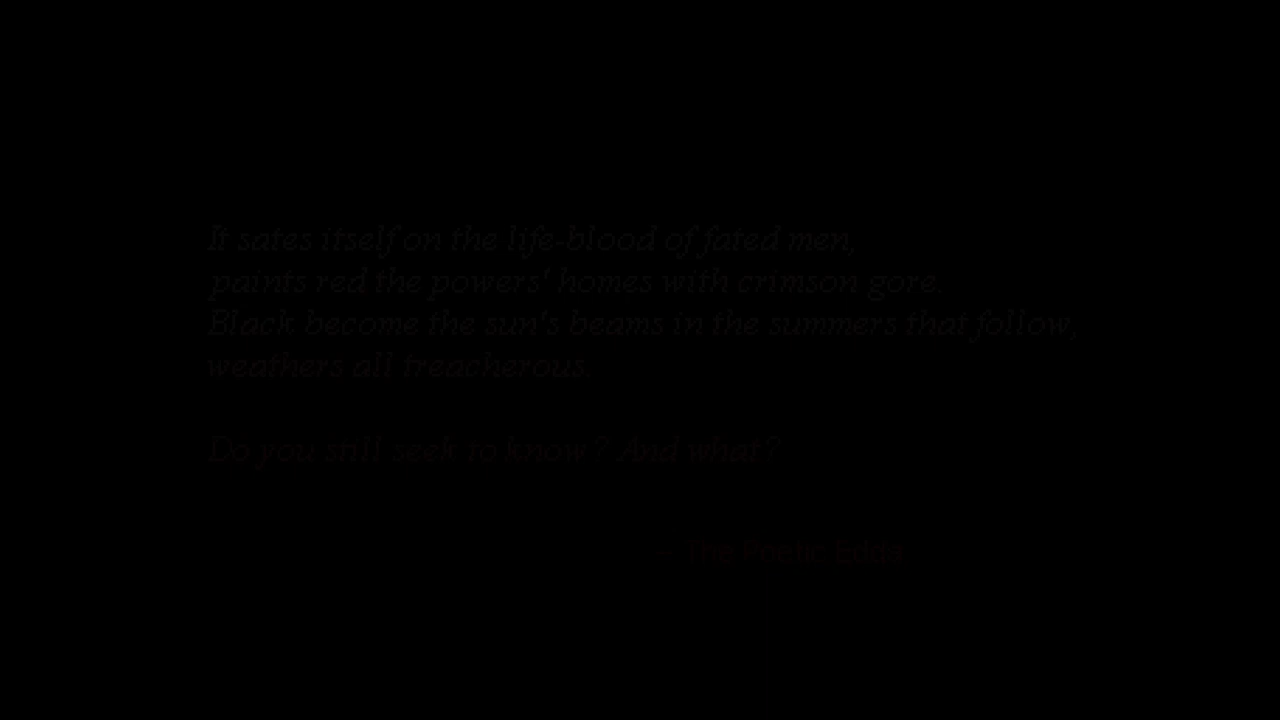 It sates itself on the life-blood of fated men,
paints red the powers' homes with crimson gore.
Black become the sun's beams in the summers that follow,
weathers all treacherous.
Do you still seek to know? And what?
— The Poetic Edda